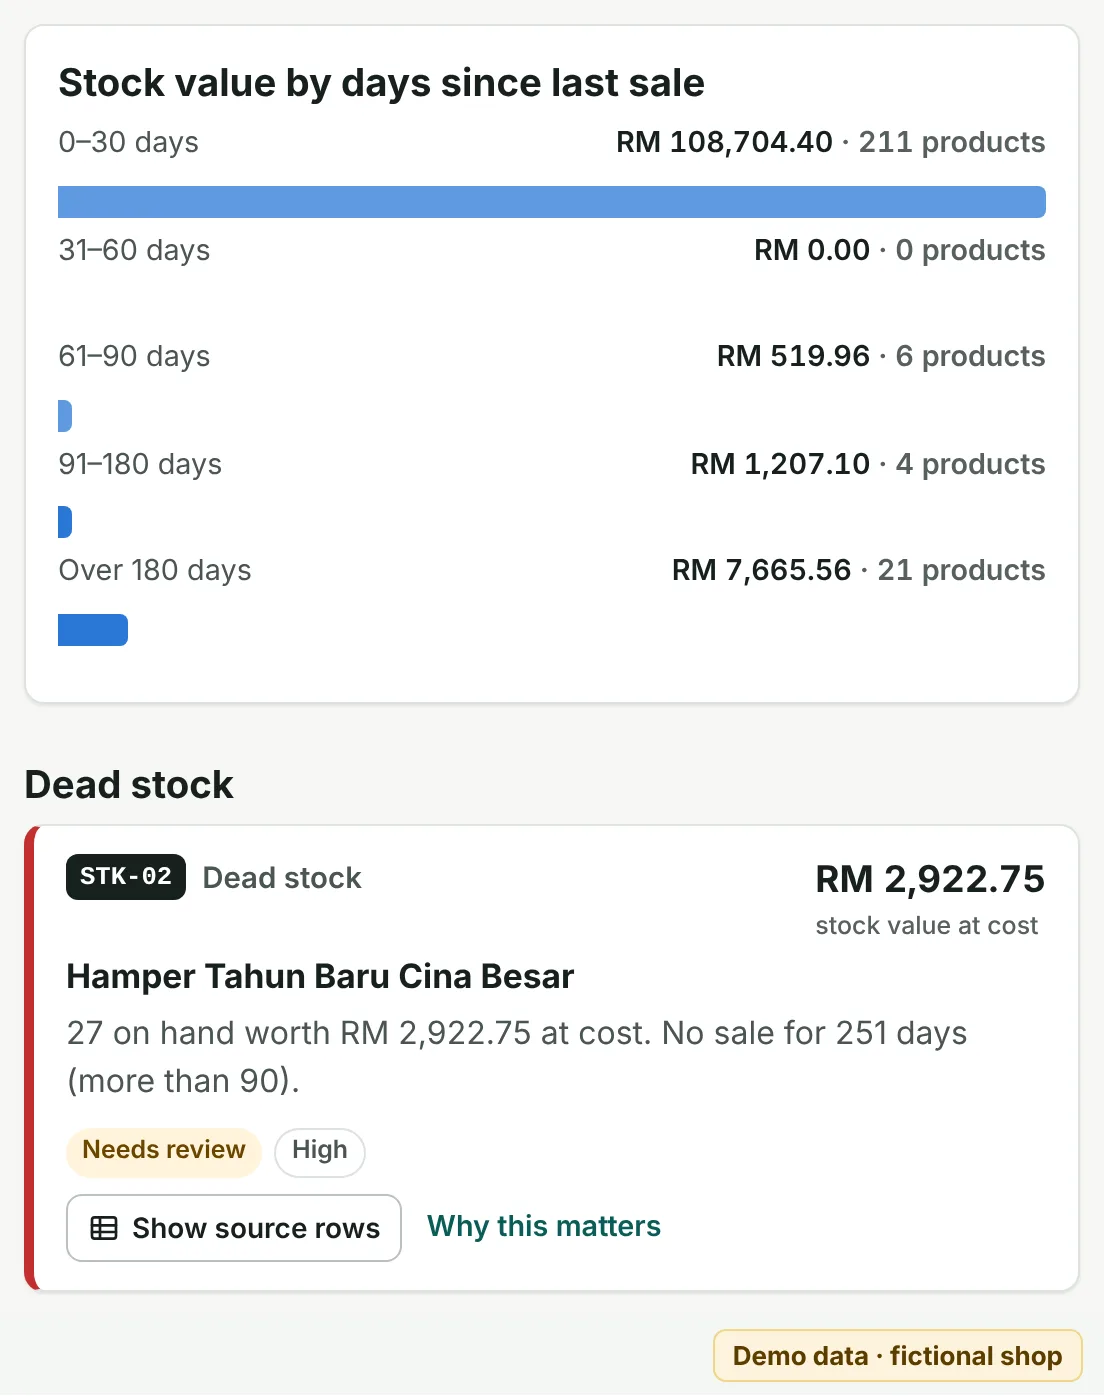 Stock value by days since last sale
0–30 days RM 108,704.40 · 211 products
31–60 days RM 0.00 · 0 products
61–90 days RM 519.96 · 6 products
91–180 days RM 1,207.10 · 4 products
Over 180 days RM 7,665.56 · 21 products
Dead stock
STK-02 Dead stock RM 2,922.75
stock value at cost
Hamper Tahun Baru Cina Besar
27 on hand worth RM 2,922.75 at cost. No sale for 251 days
(more than 90).
Needs review High
Show source rows Why this matters
Demo data · fictional shop